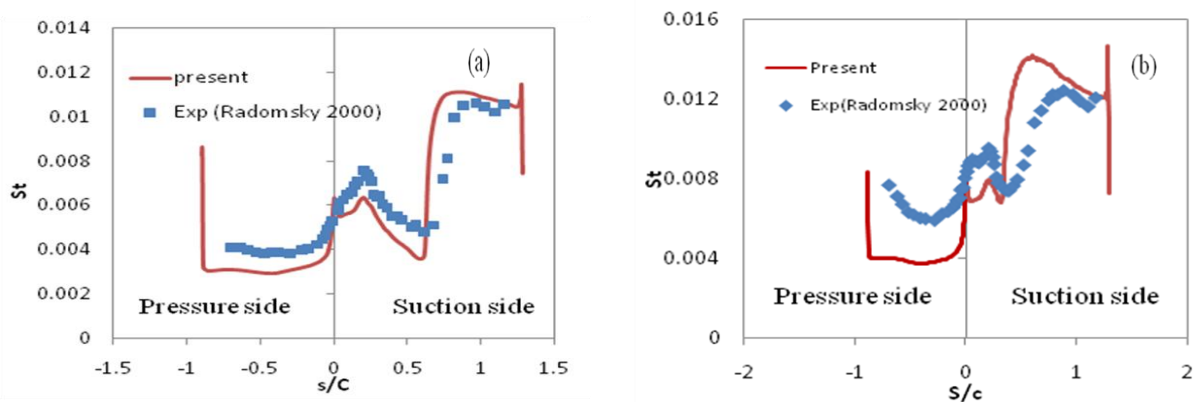 0.014
0.012
0.01
0.008
0.006
0.004
0.002
0
St
-1.5
-1
-0.5
0
0.5
1
1.5
s/C
present
Exp (Radomsky 2000)
(a)
Pressure side
Suction side
0.016
0.012
0.008
0.004
0
St
-2
-1
0
1
2
S/c
Present
Exp(Radomsky 2000)
(b)
Pressure side
Suction side